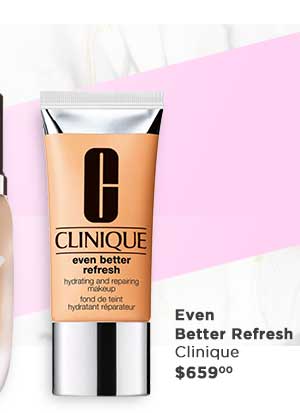 C
CLINIQUE
even better
refresh
hydrating and repairing
makeup
fond de teint
hydratant réparateur
Even
Better Refresh
Clinique
$659⁰⁰